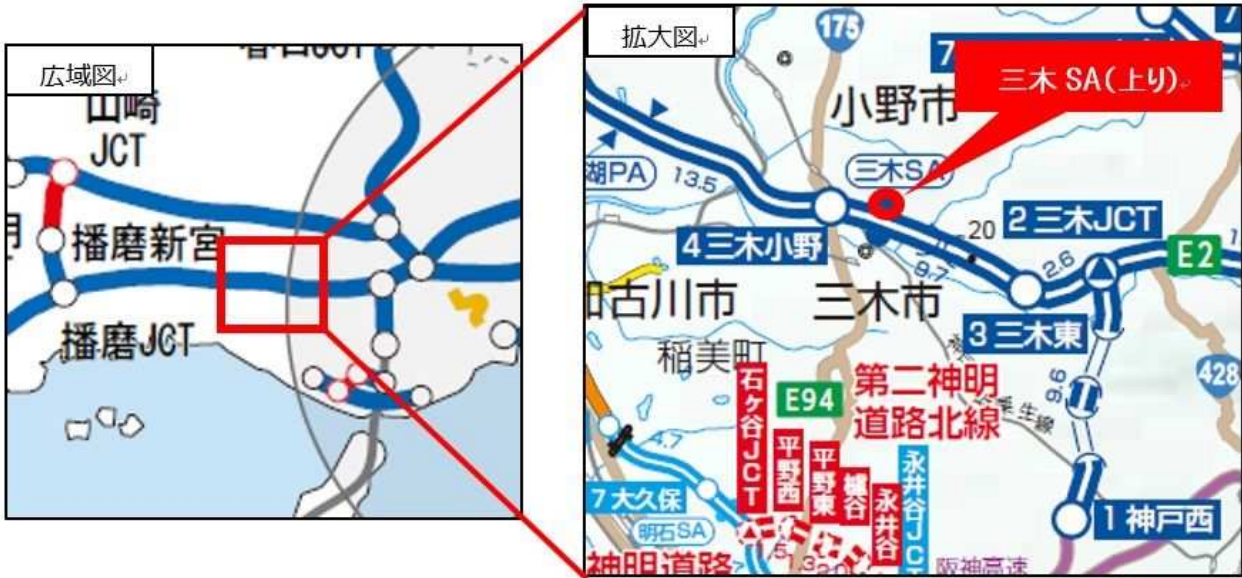 広域図
山崎
JCT
播磨新宮
播磨JCT
拡大図
175
7
三木 SA(上り)
小野市
湖PA
13.5
三木SA
4 三木小野
20
9.7
2 三木JCT
2.6
E2
加古川市
三木市
3 三木東
稲美町
428
9.6
石ヶ谷JCT
E94
第二神明
道路北線
平野西
平野東
櫨谷
永井谷
永井谷JCT
4.7
7 大久保
明石SA
神明道路
1 神戸西
阪神高速